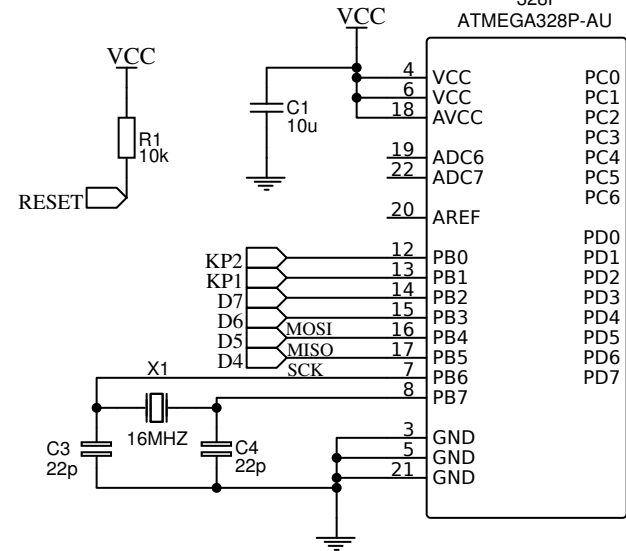 328P
ATMEGA328P-AU
VCC
VCC
4 VCC PC0
6 VCC PC1
18 AVCC PC2
PC3
19 ADC6 PC4
22 ADC7 PC5
PC6
20 AREF
PD0
12 PB0 PD1
13 PB1 PD2
14 PB2 PD3
15 PB3 PD4
16 PB4 PD5
17 PB5 PD6
7 PB6 PD7
8 PB7
3 GND
5 GND
21 GND
C1
10u
R1
10k
RESET
KP2
KP1
D7
D6
D5
D4
MOSI
MISO
SCK
X1
16MHZ
C3
22p
C4
22p